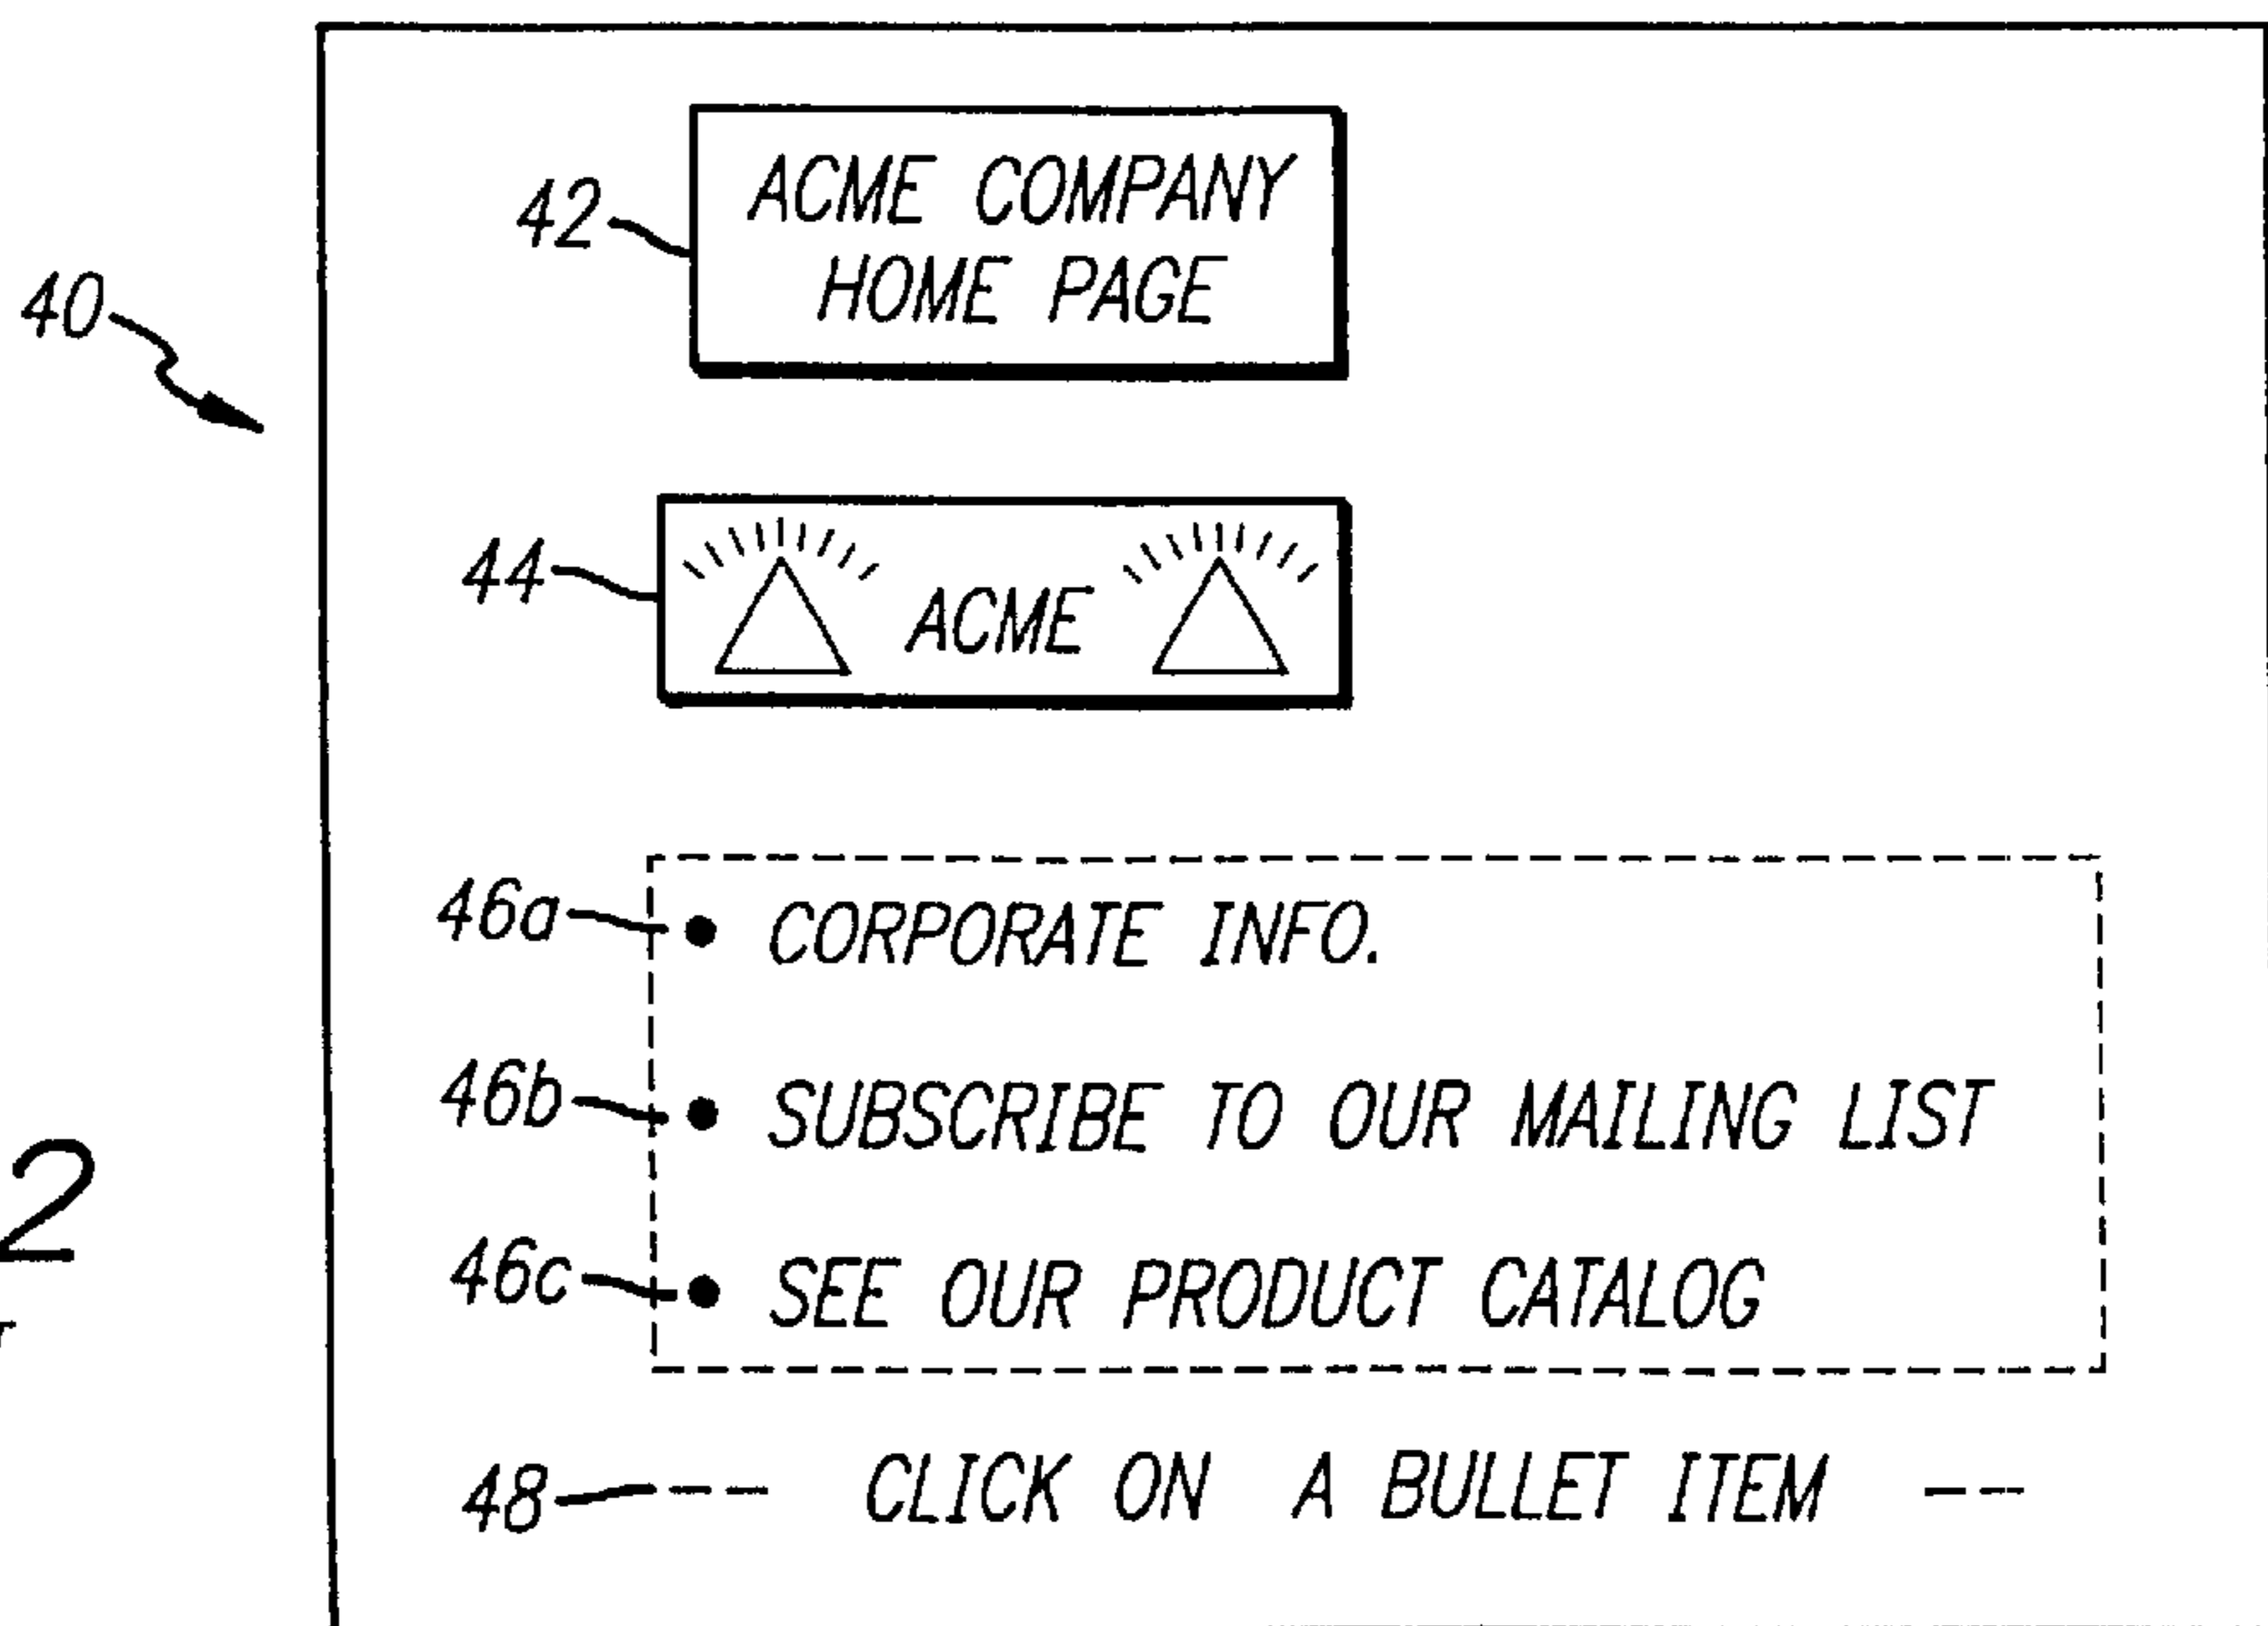 42
ACME COMPANY
HOME PAGE
40
44
ACME
46a
• CORPORATE INFO.
46b
• SUBSCRIBE TO OUR MAILING LIST
2
46c
• SEE OUR PRODUCT CATALOG
48
-- CLICK ON A BULLET ITEM --